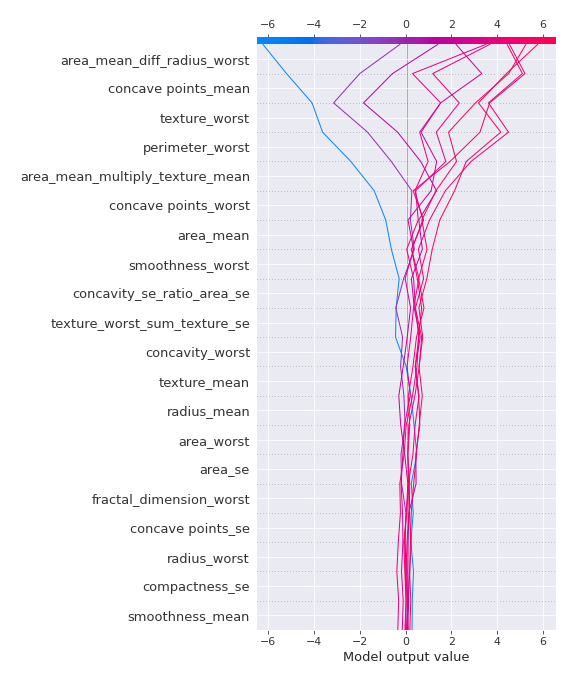 −6 −4 −2 0 2 4 6
area_mean_diff_radius_worst
concave points_mean
texture_worst
perimeter_worst
area_mean_multiply_texture_mean
concave points_worst
area_mean
smoothness_worst
concavity_se_ratio_area_se
texture_worst_sum_texture_se
concavity_worst
texture_mean
radius_mean
area_worst
area_se
fractal_dimension_worst
concave points_se
radius_worst
compactness_se
smoothness_mean
−6 −4 −2 0 2 4 6
Model output value